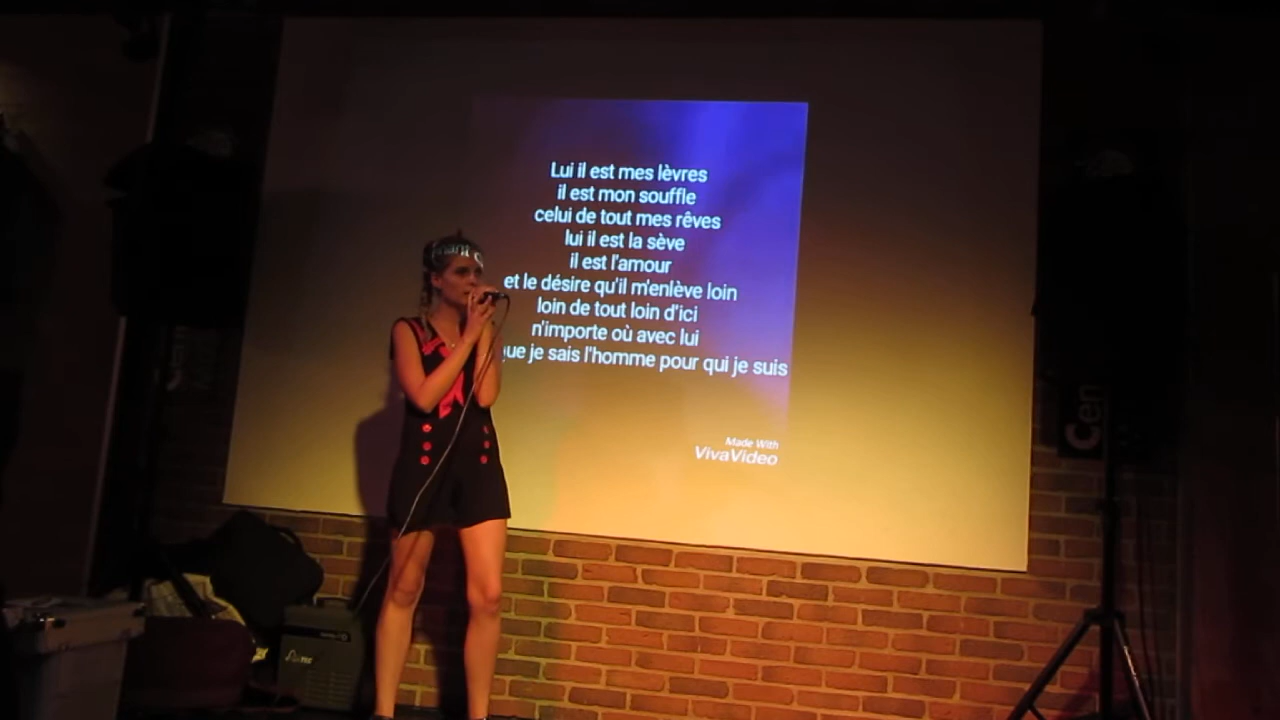 Lui il est mes lèvres
il est mon souffle
celui de tout mes rêves
lui il est la sève
il est l'amour
et le désire qu'il m'enlève loin
loin de tout loin d'ici
n'importe où avec lui
je sais l'homme pour qui je suis
Made With
VivaVideo
Cen